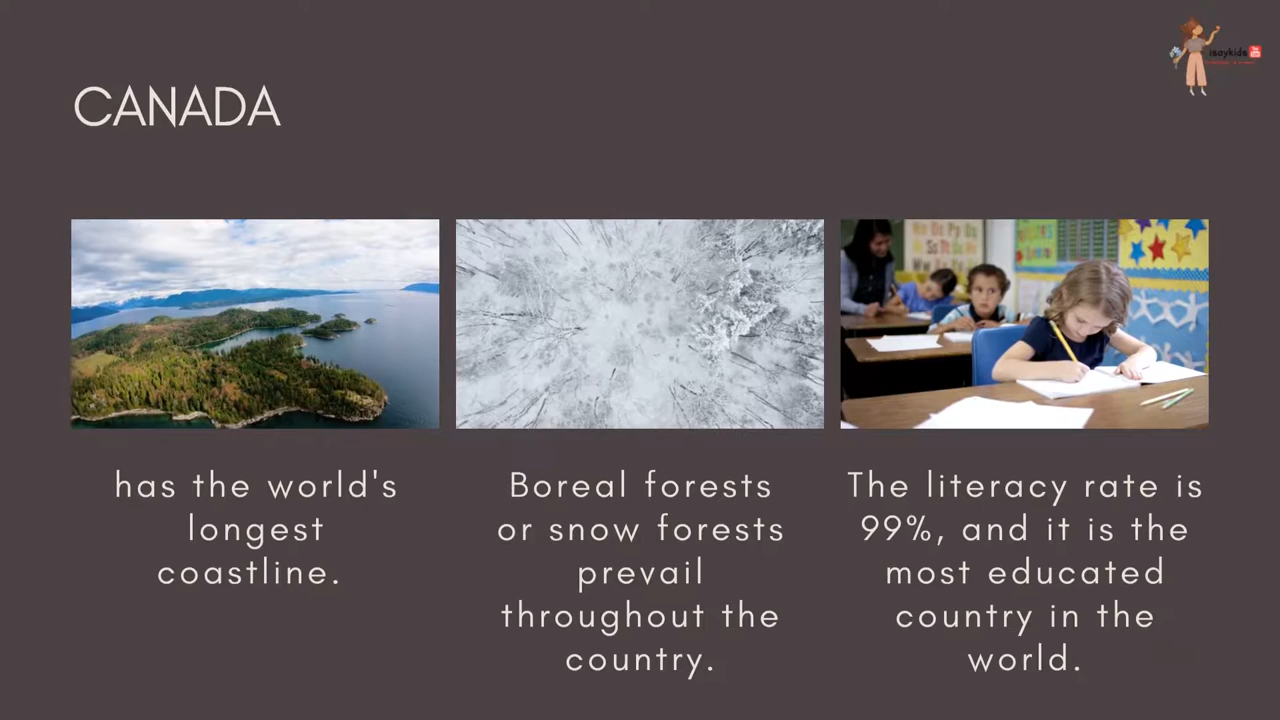 isaykids
CANADA
has the world's
longest
coastline.
Boreal forests
or snow forests
prevail
throughout the
country.
The literacy rate is
99%, and it is the
most educated
country in the
world.